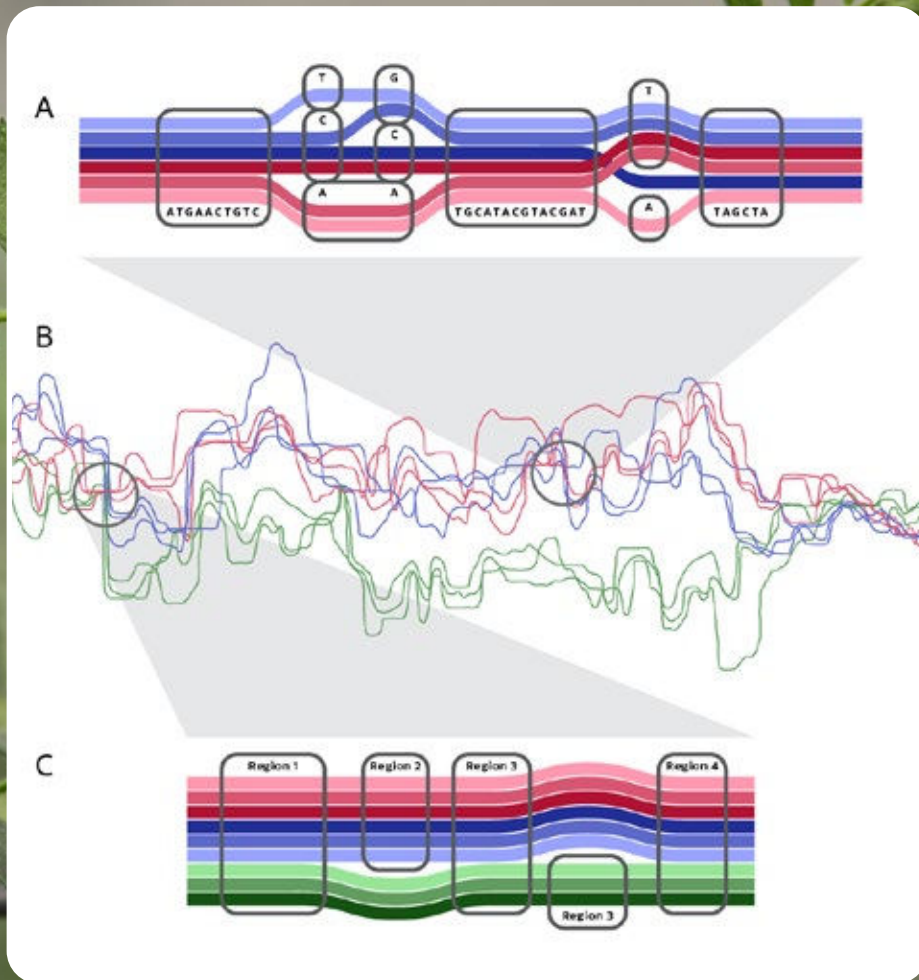 A
T
G
C
C
T
A
A
A
ATGAACTGTC
TGCATACGTACGAT
TAGCTA
B
C
Region 1
Region 2
Region 3
Region 4
Region 3